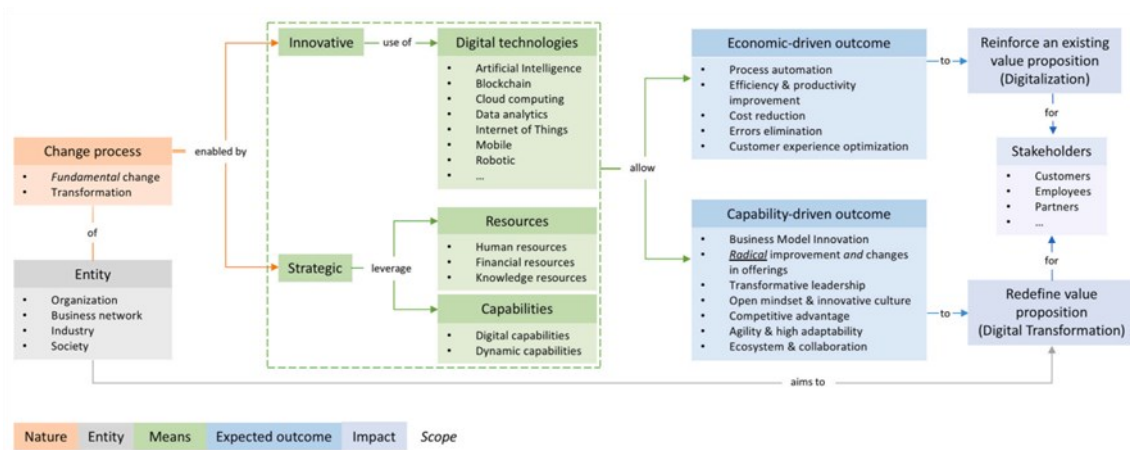 Change process
• Fundamental change
• Transformation
of
Entity
• Organization
• Business network
• Industry
• Society
enabled by
Innovative
use of
Digital technologies
• Artificial Intelligence
• Blockchain
• Cloud computing
• Data analytics
• Internet of Things
• Mobile
• Robotic
• ...
Strategic
leverage
Resources
• Human resources
• Financial resources
• Knowledge resources
Capabilities
• Digital capabilities
• Dynamic capabilities
allow
Economic-driven outcome
• Process automation
• Efficiency & productivity
improvement
• Cost reduction
• Errors elimination
• Customer experience optimization
to
Reinforce an existing
value proposition
(Digitalization)
for
Stakeholders
• Customers
• Employees
• Partners
• ...
Capability-driven outcome
• Business Model Innovation
• Radical improvement and changes
in offerings
• Transformative leadership
• Open mindset & innovative culture
• Competitive advantage
• Agility & high adaptability
• Ecosystem & collaboration
to
for
Redefine value
proposition
(Digital Transformation)
aims to
Nature
Entity
Means
Expected outcome
Impact
Scope